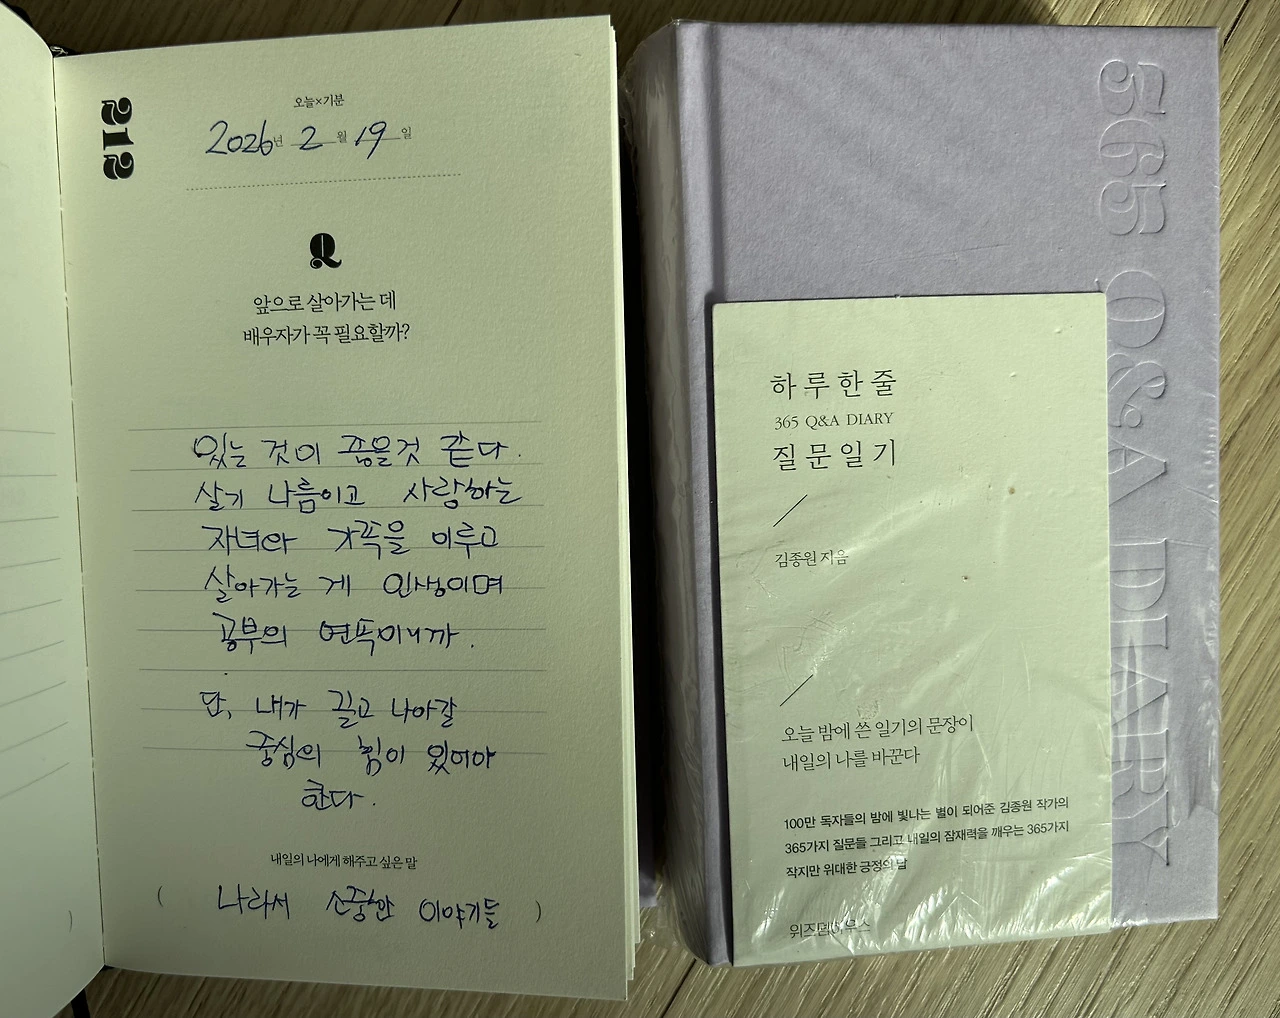 212
오늘×기분
2026년 2월 19일
Q
앞으로 살아가는 데
배우자가 꼭 필요할까?
있는 것이 좋을것 같다.
살기 나름이고 사랑하는
자녀와 가족을 이루고
살아가는 게 인생이며
공부의 연속이니까.
단, 내가 끌고 나아갈
중심의 힘이 있어야
한다.
내일의 나에게 해주고 싶은 말
( 나라서 소중한 이야기들 )
365 Q&A DIARY
하루한줄
365 Q&A DIARY
질문일기
김종원 지음
오늘 밤에 쓴 일기의 문장이
내일의 나를 바꾼다
100만 독자들의 밤에 빛나는 별이 되어준 김종원 작가의
365가지 질문들 그리고 내일의 잠재력을 깨우는 365가지
작지만 위대한 긍정의 답
위즈덤하우스